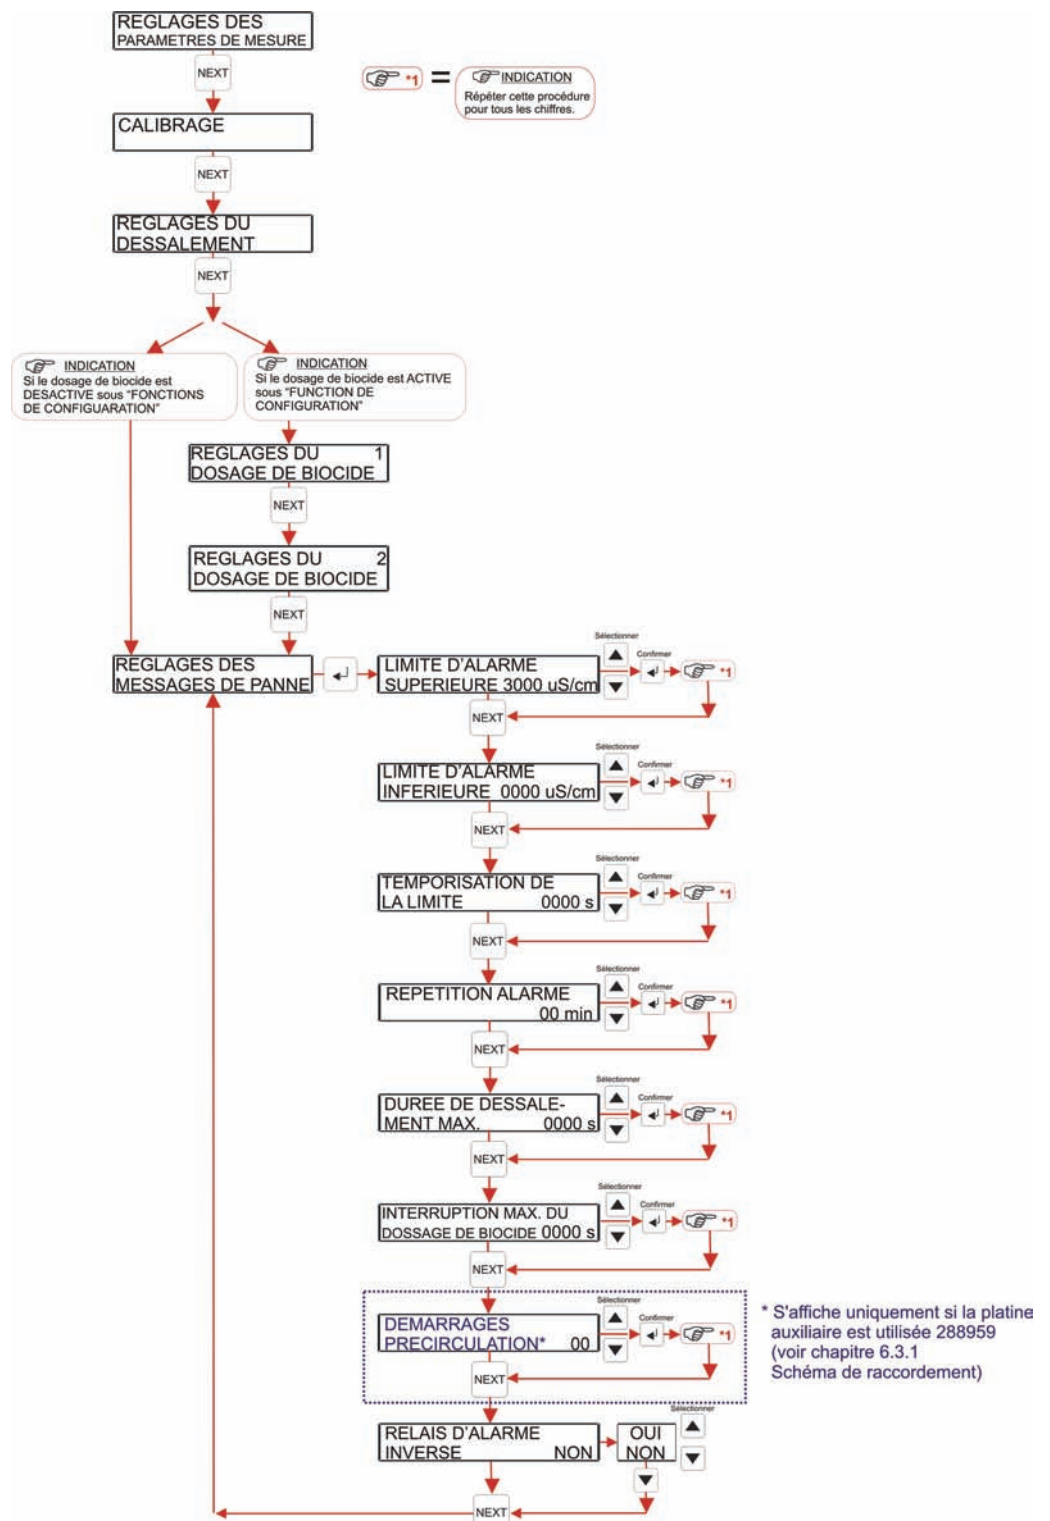 REGLAGES DES
PARAMETRES DE MESURE
NEXT
*1 = INDICATION
Répéter cette procédure
pour tous les chiffres.
CALIBRAGE
NEXT
REGLAGES DU
DESSALEMENT
NEXT
INDICATION
Si le dosage de biocide est
DESACTIVE sous “FONCTIONS
DE CONFIGUARATION”
INDICATION
Si le dosage de biocide est ACTIVE
sous “FUNCTION DE
CONFIGURATION”
REGLAGES DU 1
DOSAGE DE BIOCIDE
NEXT
REGLAGES DU 2
DOSAGE DE BIOCIDE
NEXT
REGLAGES DES
MESSAGES DE PANNE
LIMITE D'ALARME
SUPERIEURE 3000 uS/cm
Sélectionner
Confirmer
*1
NEXT
LIMITE D'ALARME
INFERIEURE 0000 uS/cm
Sélectionner
Confirmer
*1
NEXT
TEMPORISATION DE
LA LIMITE 0000 s
Sélectionner
Confirmer
*1
NEXT
REPETITION ALARME
00 min
Sélectionner
Confirmer
*1
NEXT
DUREE DE DESSALE-
MENT MAX. 0000 s
Sélectionner
Confirmer
*1
NEXT
INTERRUPTION MAX. DU
DOSSAGE DE BIOCIDE 0000 s
Sélectionner
Confirmer
*1
NEXT
DEMARRAGES
PRECIRCULATION* 00
Sélectionner
Confirmer
*1
NEXT
* S'affiche uniquement si la platine
auxiliaire est utilisée 288959
(voir chapitre 6.3.1
Schéma de raccordement)
RELAIS D'ALARME
INVERSE NON
OUI
NON
Sélectionner
NEXT